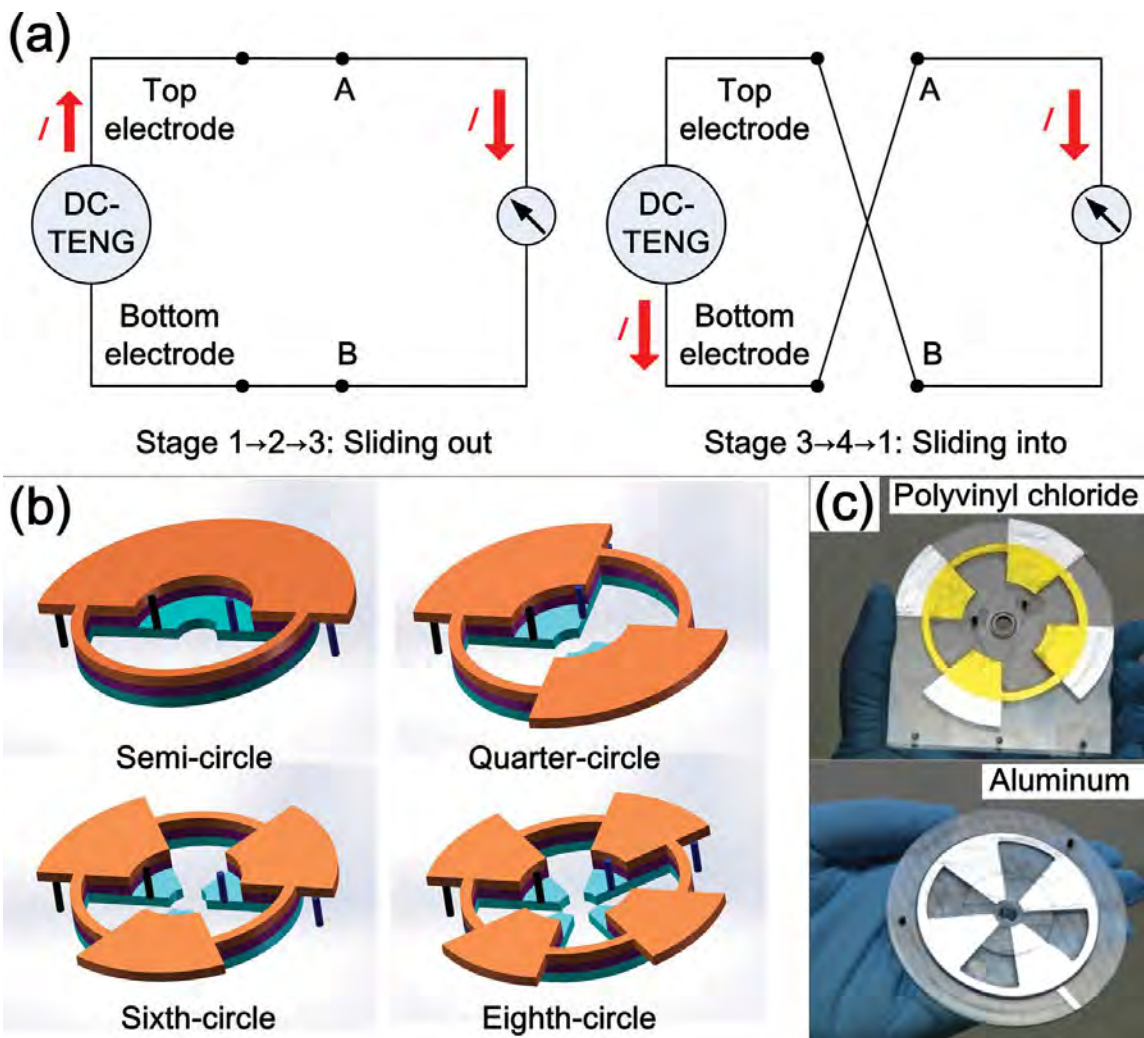 (a)
Top
electrode
A
I
I
DC-
TENG
Bottom
electrode
B
Stage 1→2→3: Sliding out
Top
electrode
A
I
DC-
TENG
I
Bottom
electrode
B
Stage 3→4→1: Sliding into
(b)
Semi-circle
Quarter-circle
Sixth-circle
Eighth-circle
(c)
Polyvinyl chloride
Aluminum